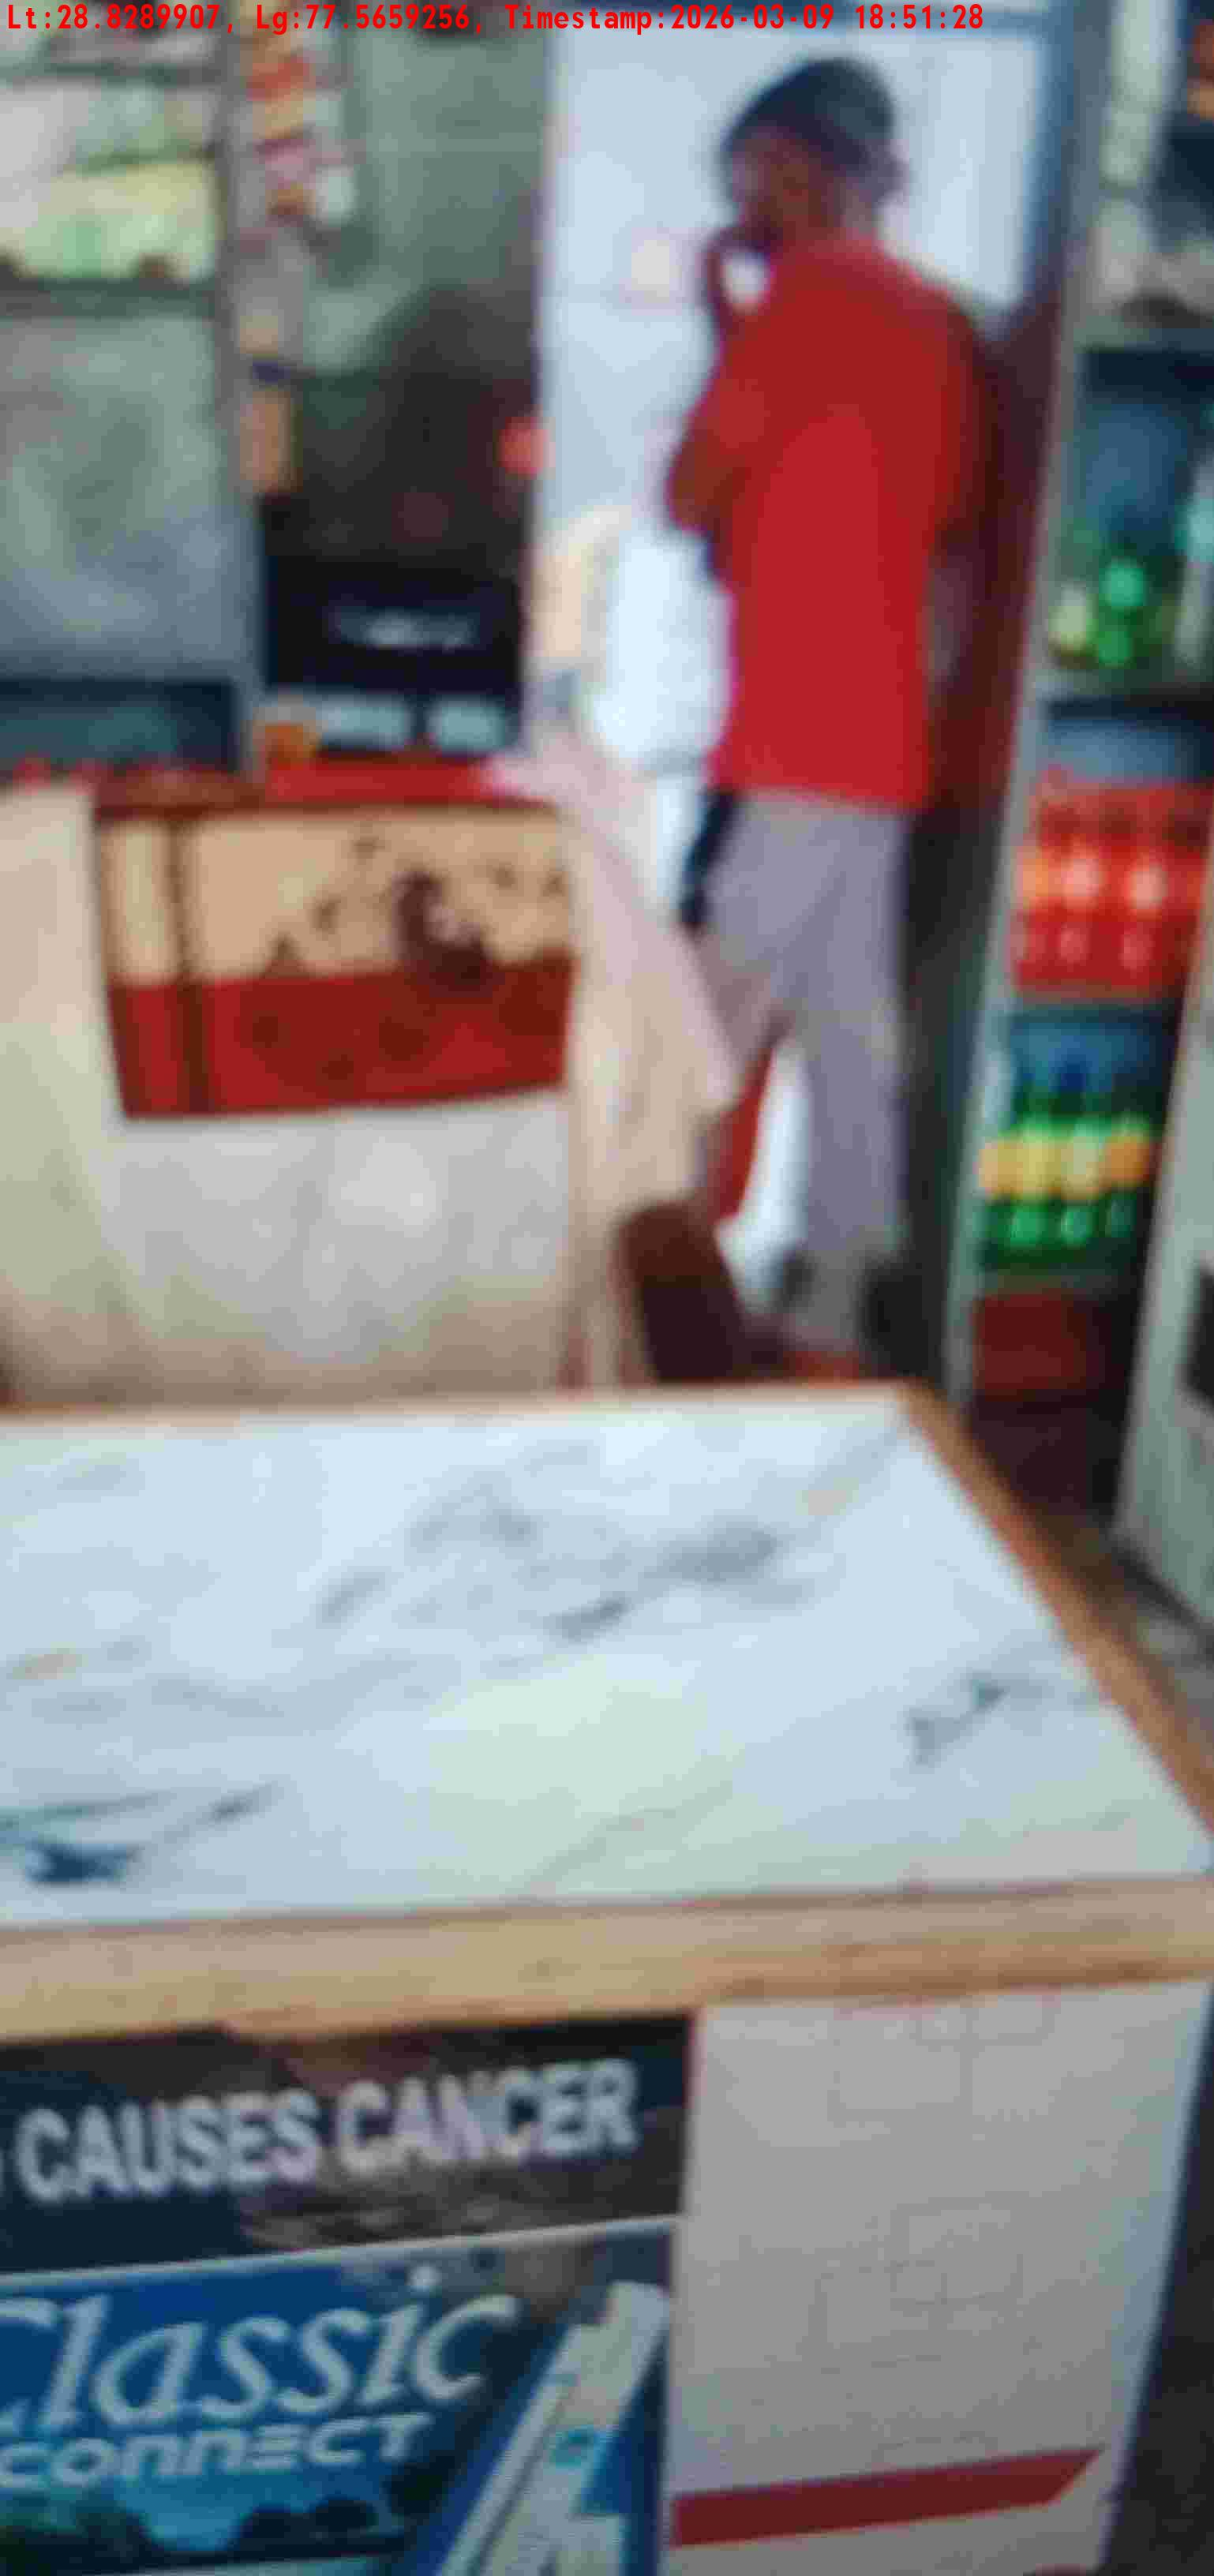 Lt:28.8289907, Lg:77.5659256, Timestamp:2026-03-09 18:51:28
CAUSES CANCER
Classic
CONNECT